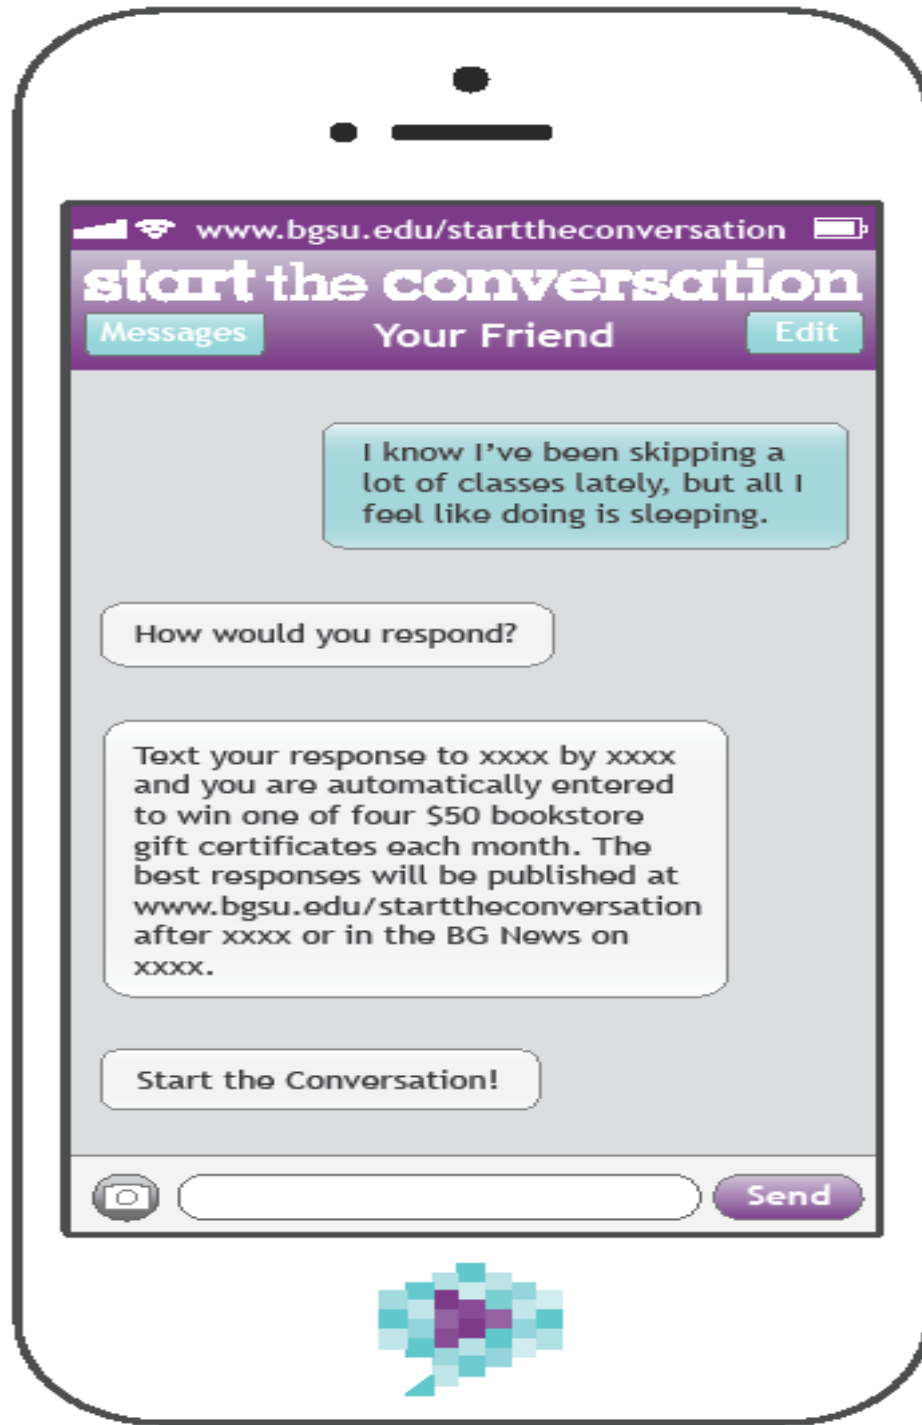 www.bgsu.edu/starttheconversation
start the conversation
Messages Your Friend Edit
I know I've been skipping a
lot of classes lately, but all I
feel like doing is sleeping.
How would you respond?
Text your response to xxxx by xxxx
and you are automatically entered
to win one of four $50 bookstore
gift certificates each month. The
best responses will be published at
www.bgsu.edu/starttheconversation
after xxxx or in the BG News on
xxxx.
Start the Conversation!
Send